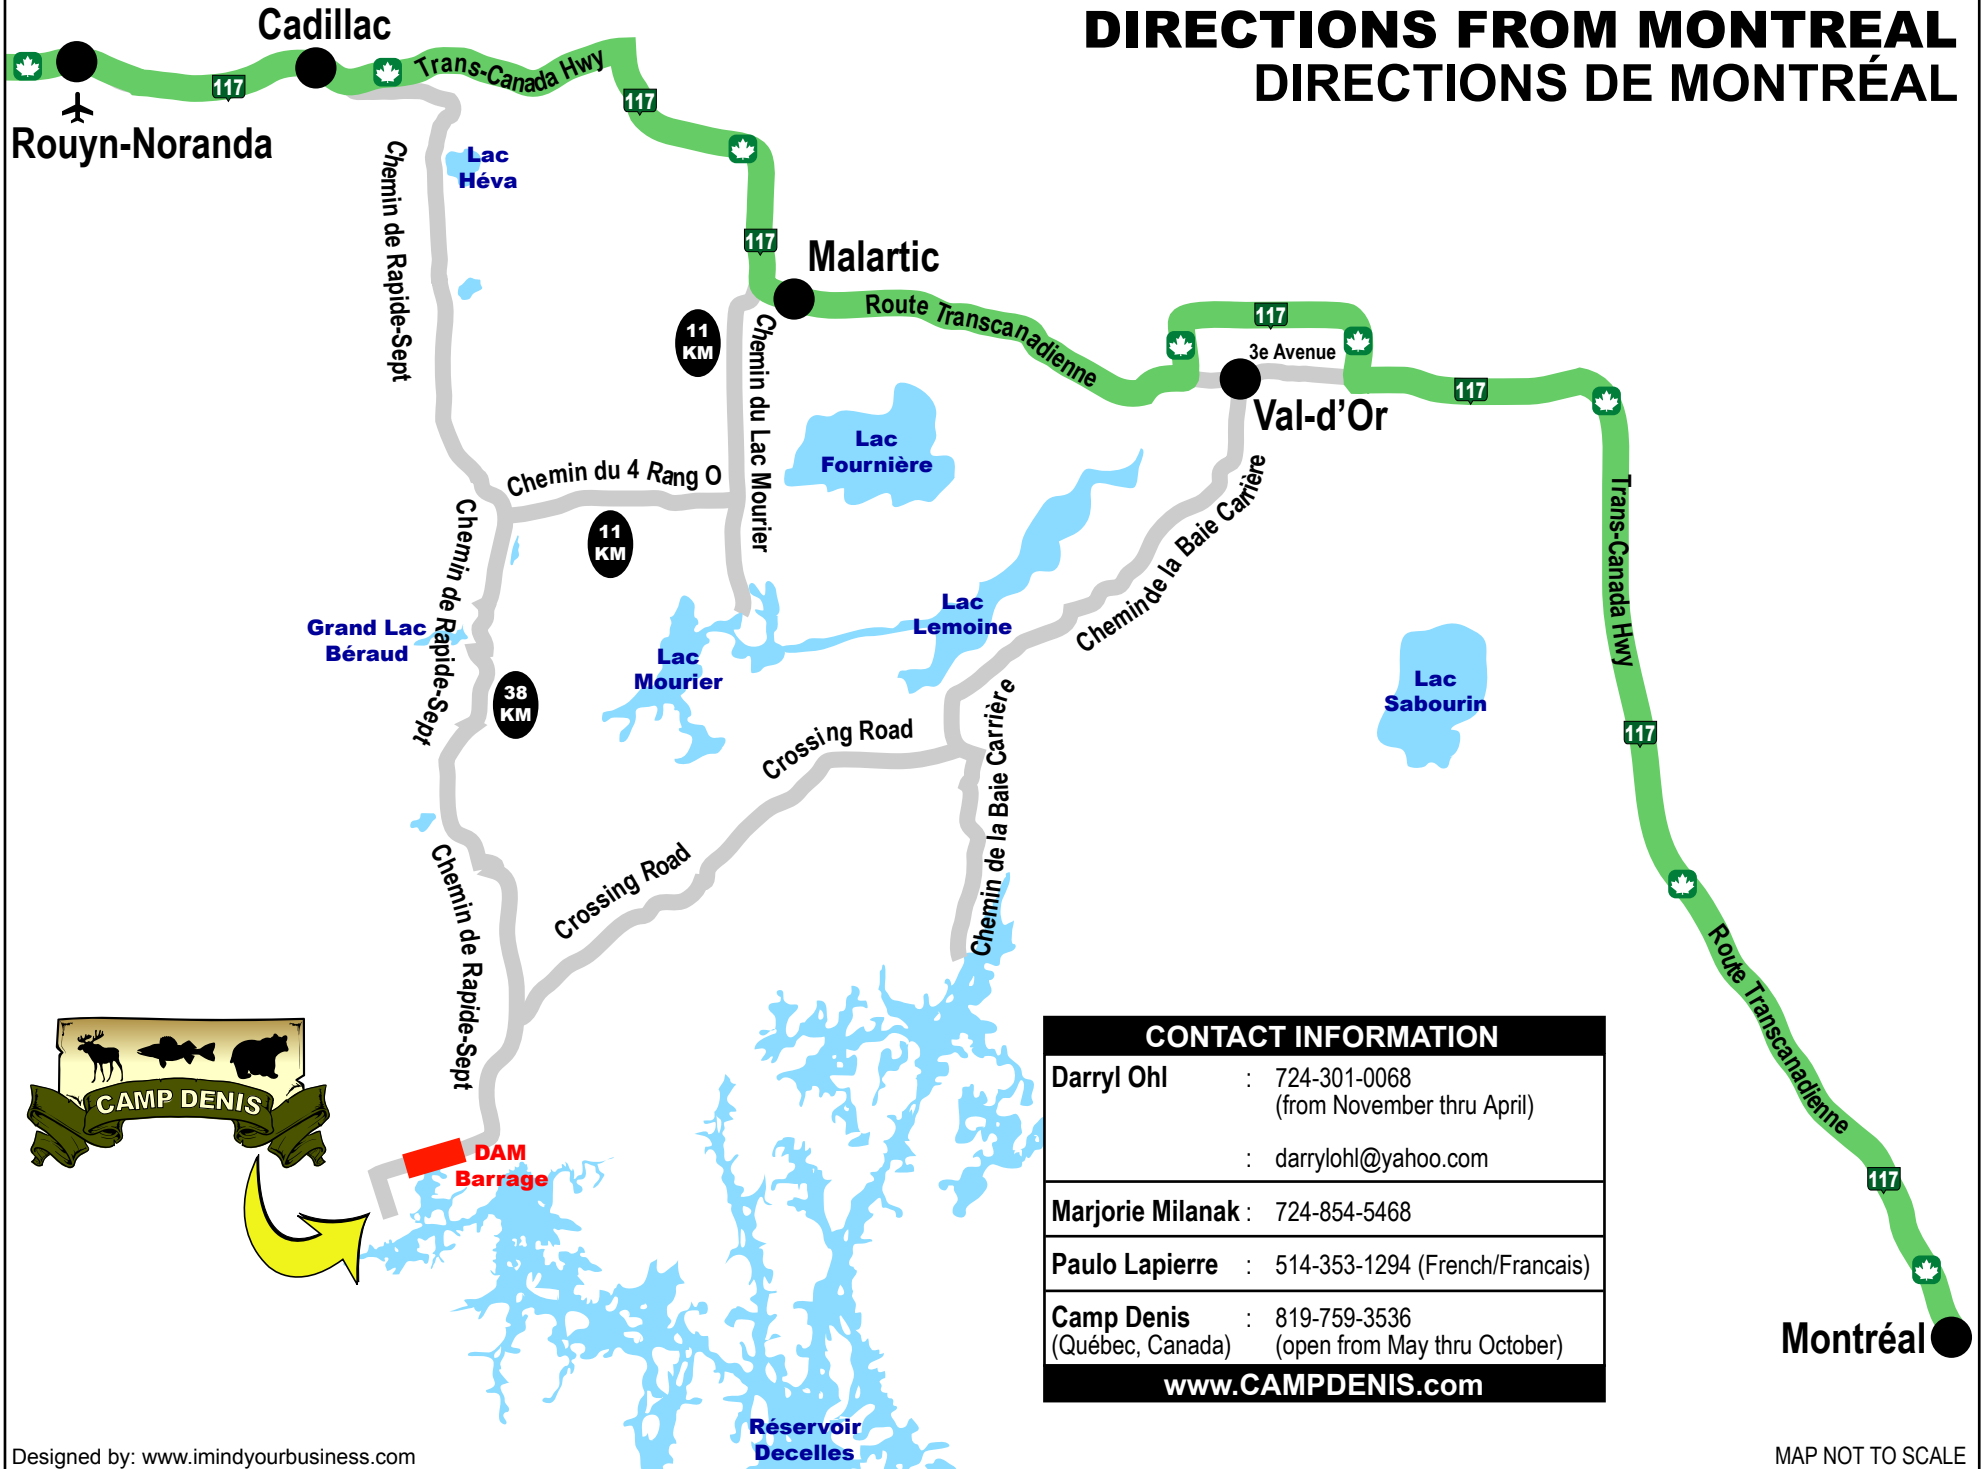 DIRECTIONS FROM MONTREAL
DIRECTIONS DE MONTRÉAL
Cadillac
Trans-Canada Hwy
117
117
Rouyn-Noranda
Lac
Héva
Chemin de Rapide-Sept
117
Malartic
Route Transcanadienne
117
3e Avenue
117
Val-d'Or
11
KM
Chemin du Lac Mourier
Lac
Fournière
Chemin du 4 Rang O
11
KM
Chemin de Rapide-Sept
Grand Lac
Béraud
38
KM
Lac
Mourier
Lac
Lemoine
Cheminde la Baie Carrière
Trans-Canada Hwy
Lac
Sabourin
117
Crossing Road
Chemin de la Baie Carrière
Crossing Road
Chemin de Rapide-Sept
Route Transcanadienne
117
Montréal
CAMP DENIS
DAM
Barrage
CONTACT INFORMATION
Darryl Ohl : 724-301-0068
(from November thru April)
: darrylohl@yahoo.com
Marjorie Milanak : 724-854-5468
Paulo Lapierre : 514-353-1294 (French/Francais)
Camp Denis : 819-759-3536
(Québec, Canada) (open from May thru October)
www.CAMPDENIS.com
Réservoir
Decelles
Designed by: www.imindyourbusiness.com
MAP NOT TO SCALE